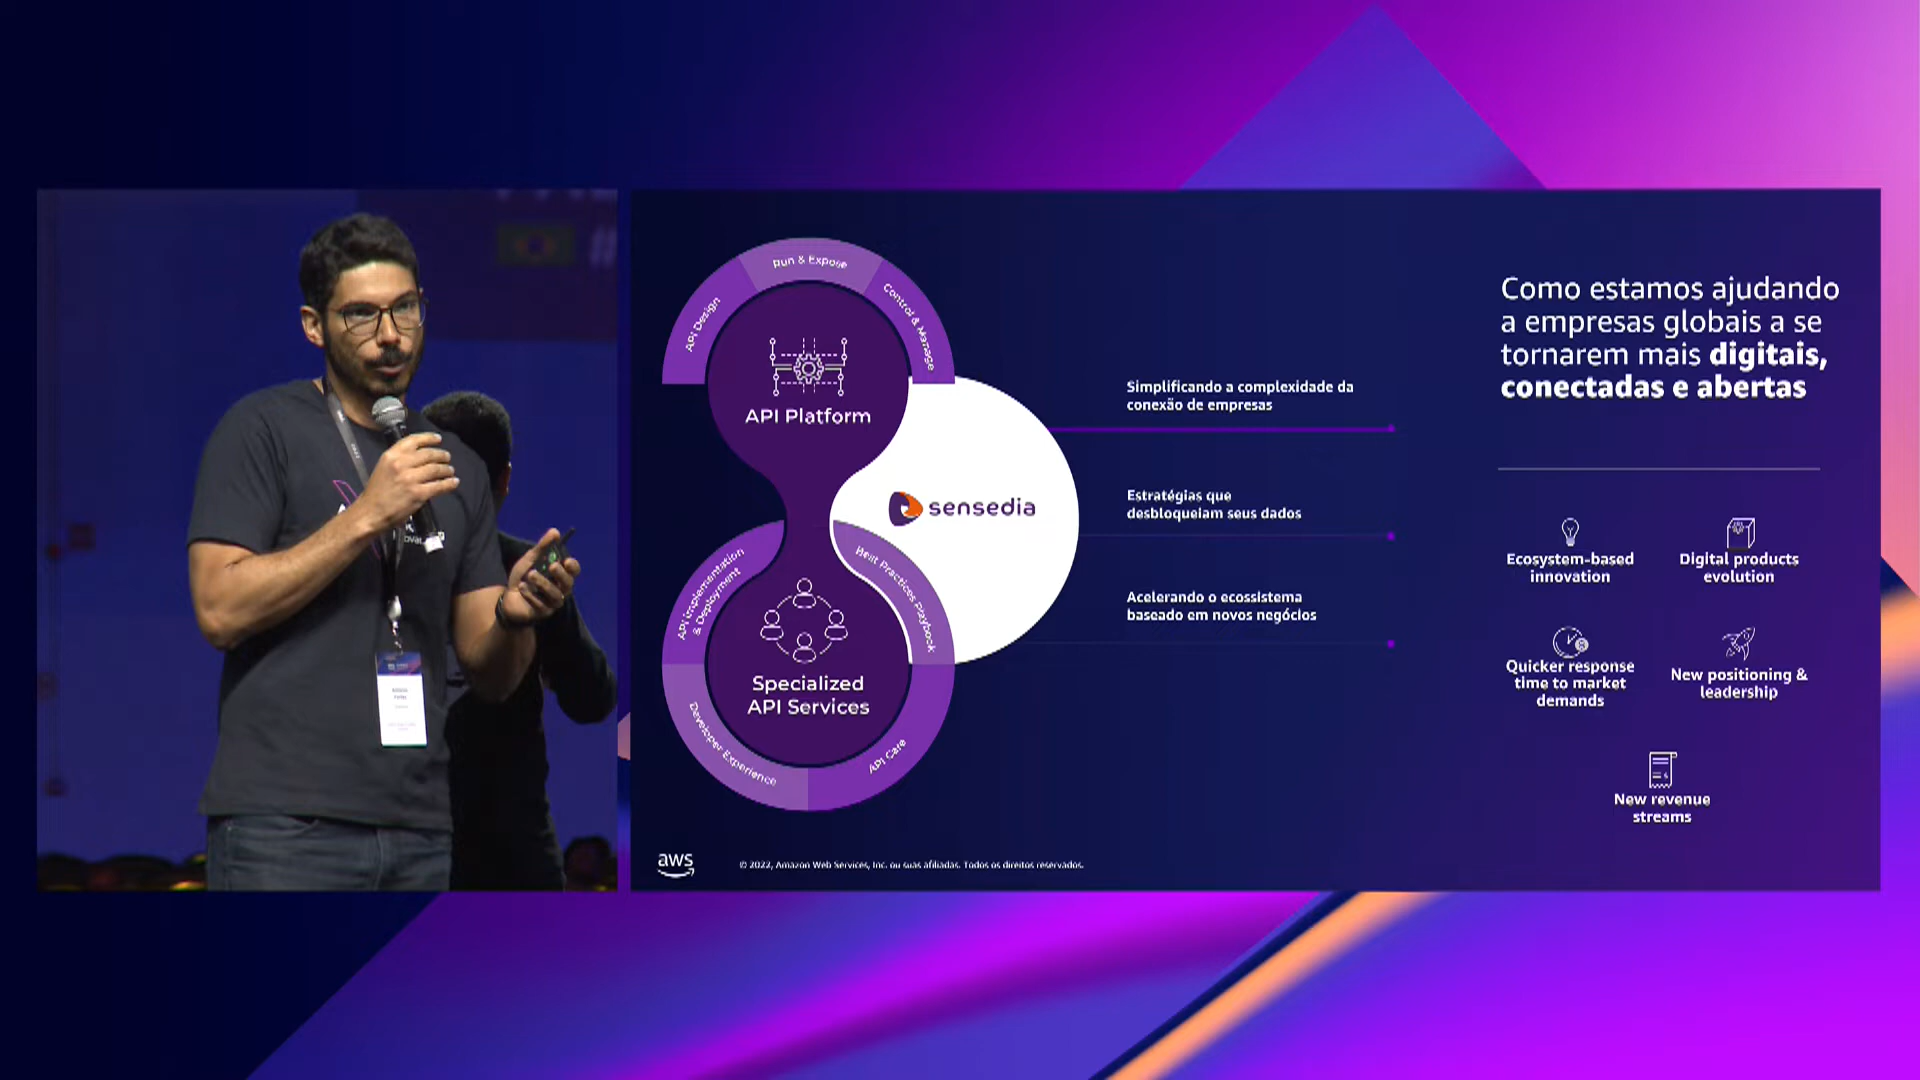 Run & Expose
API Design
Control & Manage
API Platform
sensedia
API Implementation
& Deployment
Best Practices Playbook
Specialized
API Services
Developer Experience
API Care
Simplificando a complexidade da
conexão de empresas
Estratégias que
desbloqueiam seus dados
Acelerando o ecossistema
baseado em novos negócios
Como estamos ajudando
a empresas globais a se
tornarem mais digitais,
conectadas e abertas
Ecosystem-based
innovation
Digital products
evolution
Quicker response
time to market
demands
New positioning &
leadership
New revenue
streams
aws
© 2022, Amazon Web Services, Inc. ou suas afiliadas. Todos os direitos reservados.